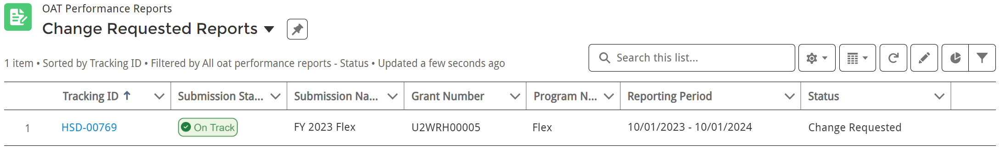 OAT Performance Reports
Change Requested Reports
1 item • Sorted by Tracking ID • Filtered by All oat performance reports - Status • Updated a few seconds ago
Search this list...
Tracking ID Submission Sta... Submission Na... Grant Number Program N... Reporting Period Status
1 HSD-00769 On Track FY 2023 Flex U2WRH00005 Flex 10/01/2023 - 10/01/2024 Change Requested